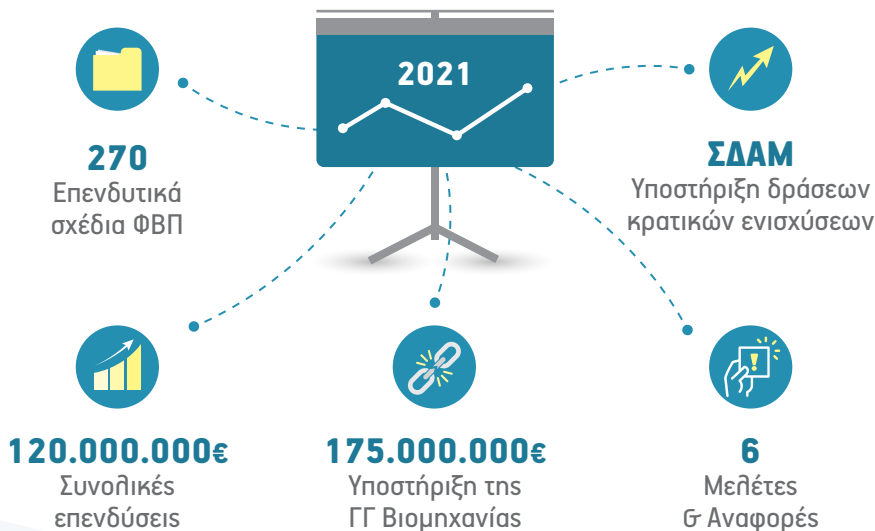 2021
270
Επενδυτικά
σχέδια ΦΒΠ
ΣΔΑΜ
Υποστήριξη δράσεων
κρατικών ενισχύσεων
120.000.000€
Συνολικές
επενδύσεις
175.000.000€
Υποστήριξη της
ΓΓ Βιομηχανίας
6
Μελέτες
& Αναφορές